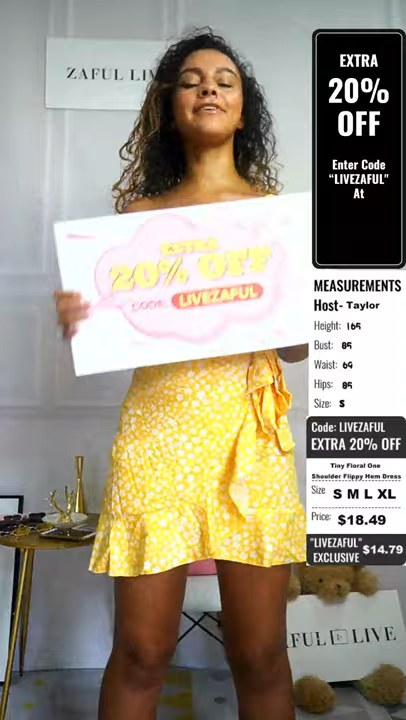 ZAFUL LIV
EXTRA
20% OFF
CODE: LIVEZAFUL
EXTRA
20%
OFF
Enter Code
"LIVEZAFUL"
At
MEASUREMENTS
Host- Taylor
Height: 165
Bust: 85
Waist: 64
Hips: 85
Size: S
Code: LIVEZAFUL
EXTRA 20% OFF
Tiny Floral One
Shoulder Flippy Hem Dress
Size S M L XL
Price: $18.49
"LIVEZAFUL" $14.79
EXCLUSIVE
FUL LIVE